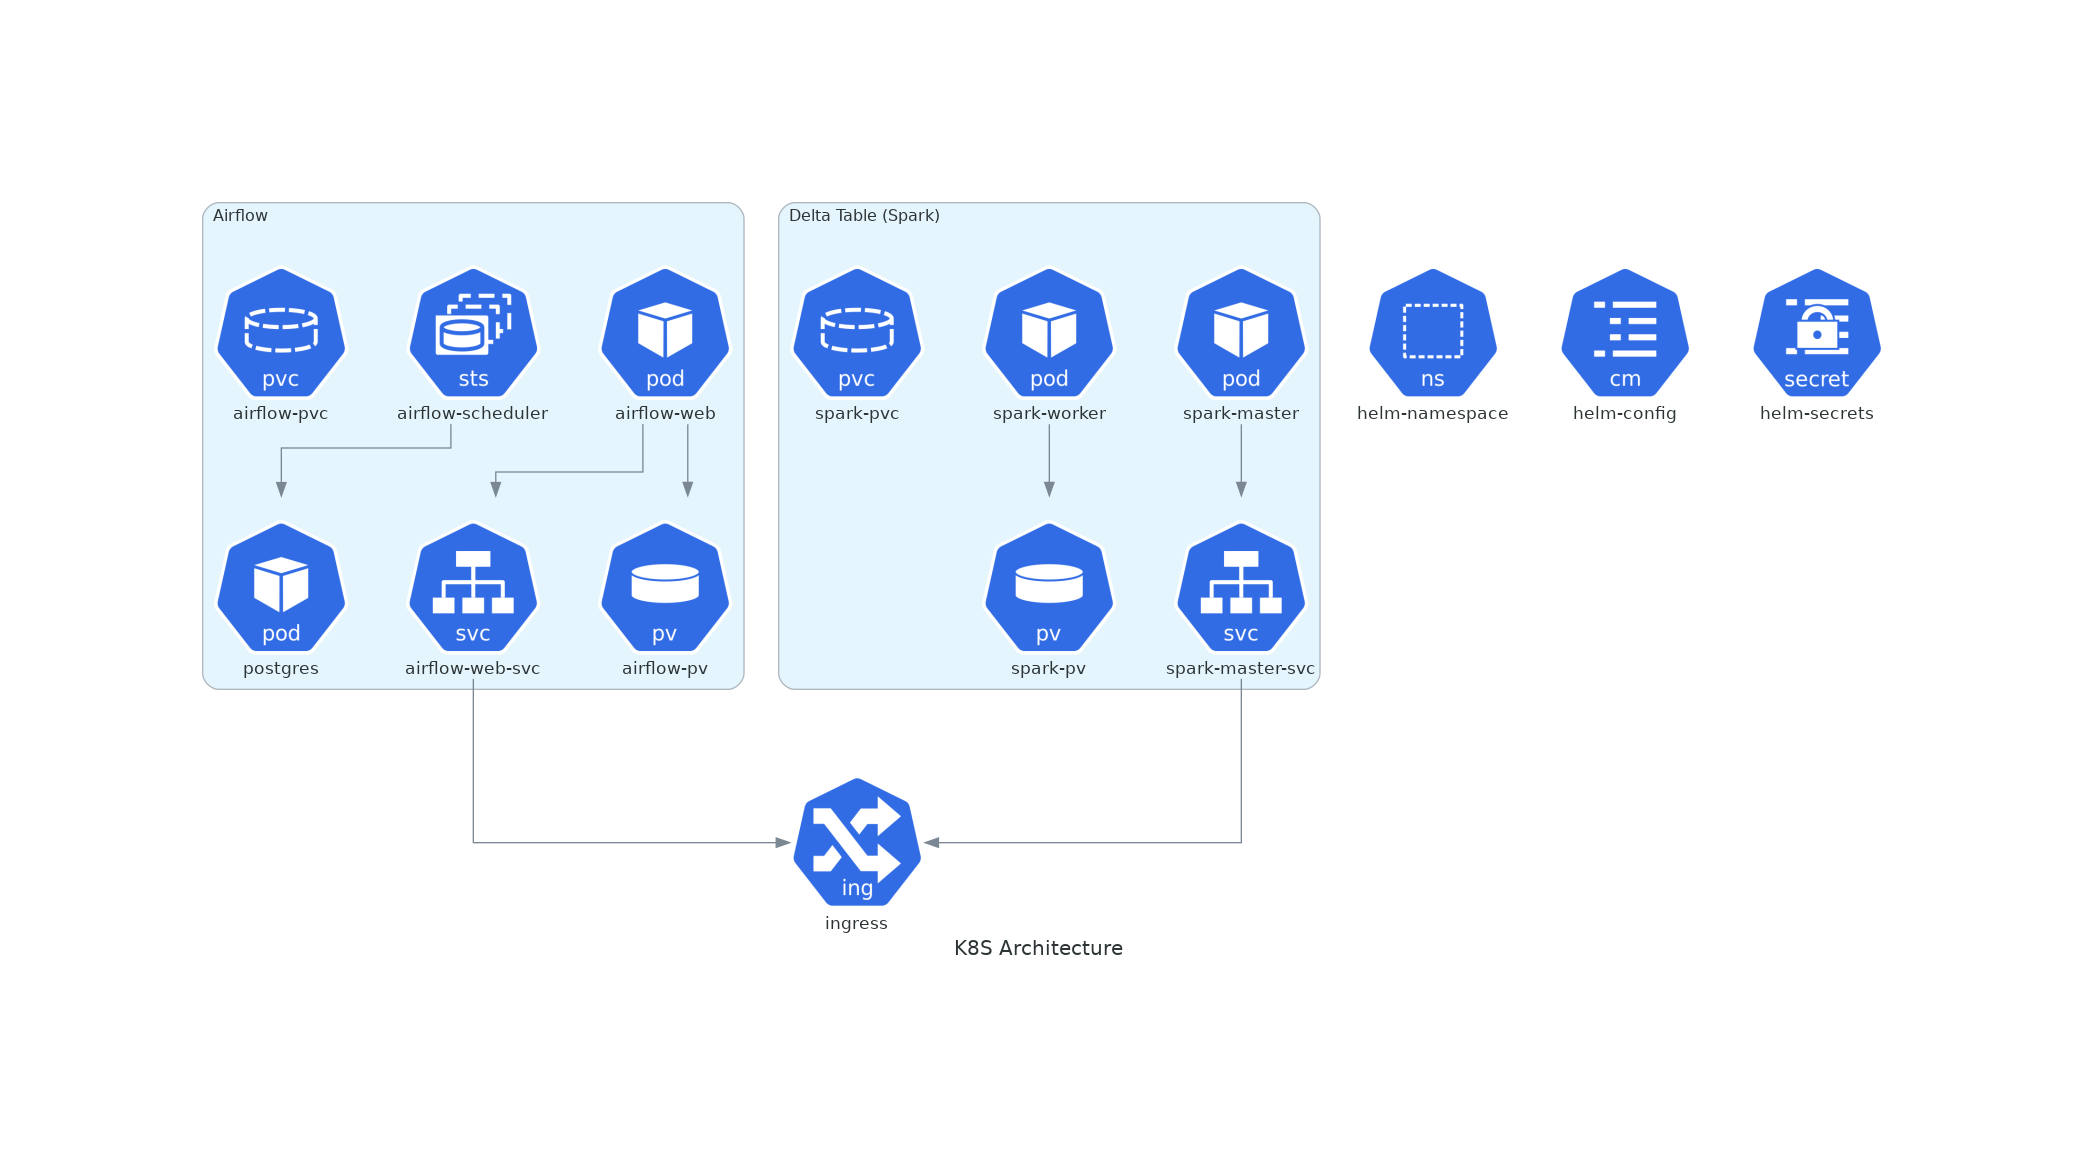 Airflow
Delta Table (Spark)
pvc
sts
pod
pvc
pod
pod
ns
cm
secret
airflow-pvc
airflow-scheduler
airflow-web
spark-pvc
spark-worker
spark-master
helm-namespace
helm-config
helm-secrets
pod
svc
pv
pv
svc
postgres
airflow-web-svc
airflow-pv
spark-pv
spark-master-svc
ing
ingress
K8S Architecture